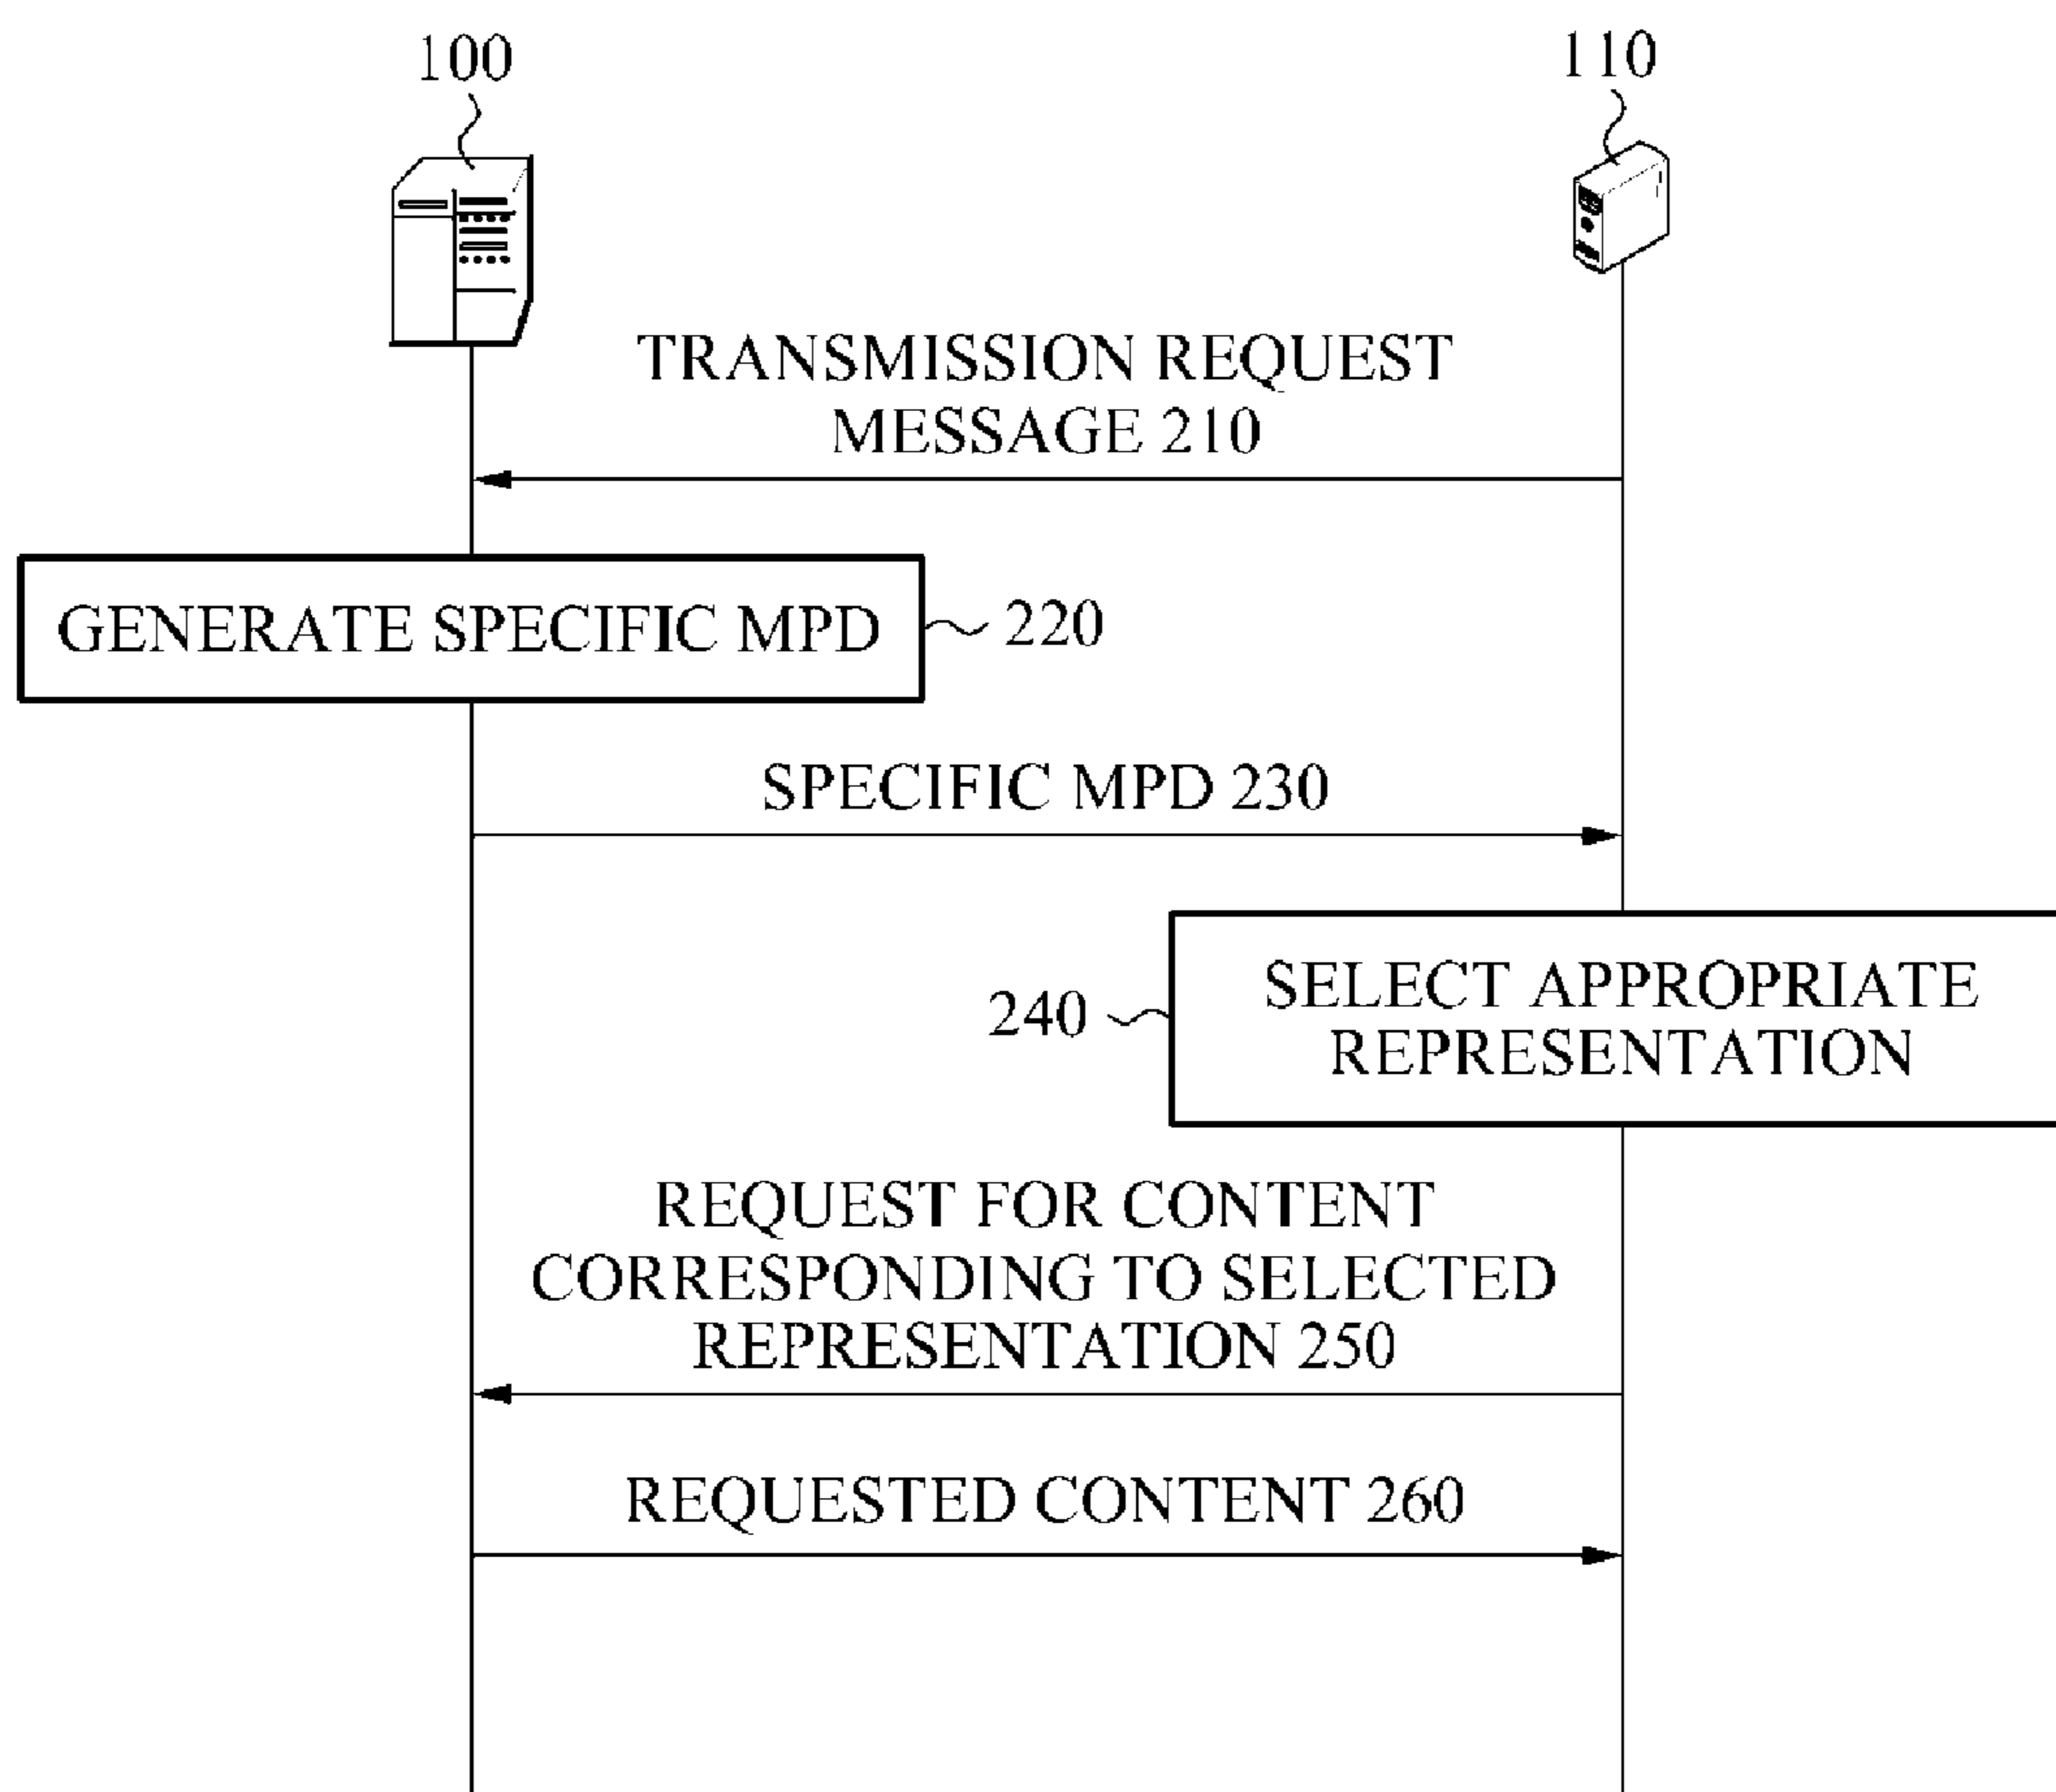 100
110
TRANSMISSION REQUEST
MESSAGE 210
GENERATE SPECIFIC MPD
220
SPECIFIC MPD 230
SELECT APPROPRIATE
REPRESENTATION
240
REQUEST FOR CONTENT
CORRESPONDING TO SELECTED
REPRESENTATION 250
REQUESTED CONTENT 260